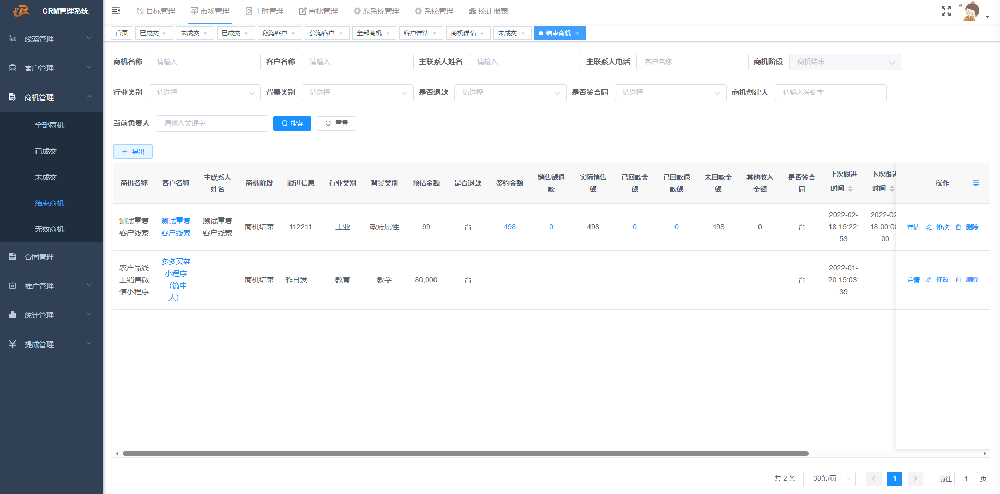 CRM管理系统
目标管理 市场管理 工时管理 审批管理 原系统管理 系统管理 统计报表
首页 已成交 × 未成交 × 已成交 × 私海客户 × 公海客户 × 全部商机 × 客户详情 × 商机详情 × 未成交 × 结束商机 ×
线索管理
客户管理
商机管理
全部商机
已成交
未成交
结束商机
无效商机
合同管理
推广管理
统计管理
提成管理
商机名称 请输入 客户名称 请输入 主联系人姓名 请输入 主联系人电话 客户名称 商机阶段 商机结束
行业类别 请选择 背景类别 请选择 是否退款 请选择 是否签合同 请选择 商机创建人 请输入关键字
当前负责人 请输入关键字 搜索 重置
导出
商机名称 客户名称 主联系人姓名 商机阶段 跟进信息 行业类别 背景类别 预估金额 是否退款 签约金额 销售额退款 实际销售额 已回款金额 已回款退款额 未回款金额 其他收入金额 是否签合同 上次跟进时间 下次跟进时间 操作
测试重复客户线索 测试重复客户线索 测试重复客户线索 商机结束 112211 工业 政府属性 99 否 498 0 498 0 0 498 0 否 2022-02-18 15:22:53 2022-02-18 00:00:00 详情 修改 删除
农产品线上销售微信小程序 多多买菜小程序（镜中人） 商机结束 昨日发... 教育 教学 80,000 否 否 2022-01-20 15:03:39 详情 修改 删除
共 2 条 30条/页 1 前往 1 页